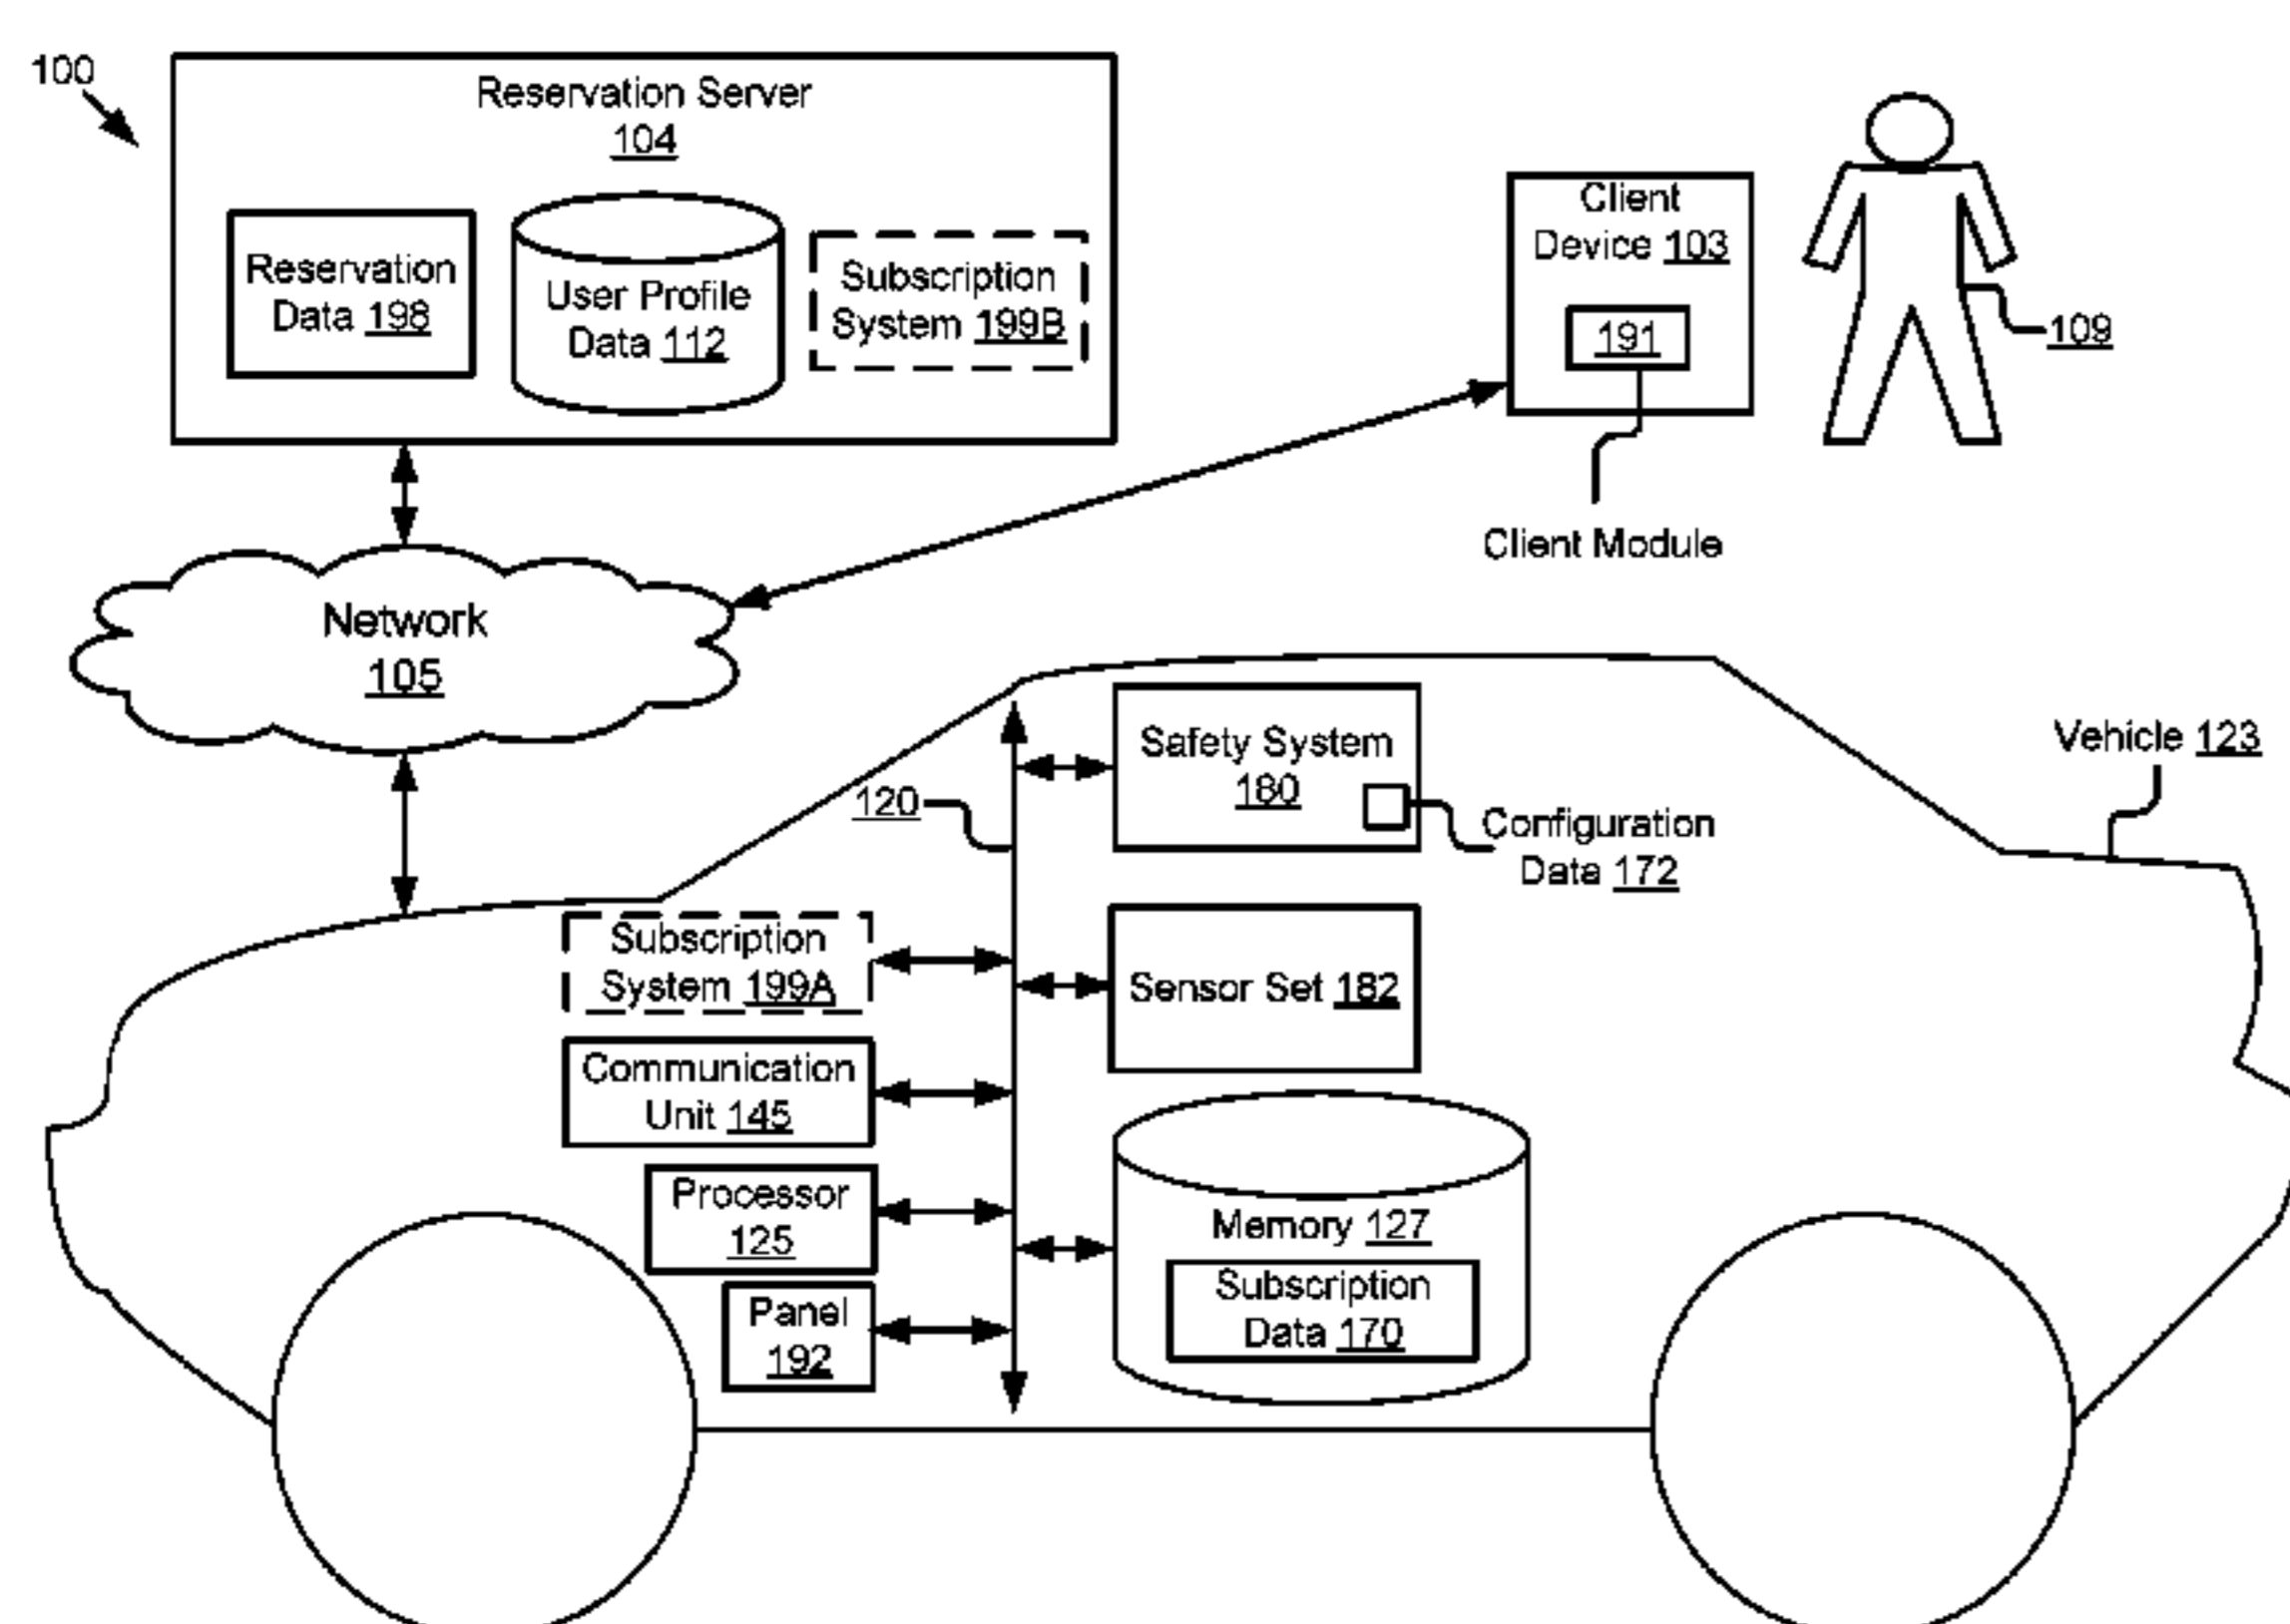 100
Reservation Server
104
Reservation
Data 198
User Profile
Data 112
Subscription
System 199B
Client
Device 103
191
109
Client Module
Network
105
Vehicle 123
120
Safety System
180
Configuration
Data 172
Subscription
System 199A
Sensor Set 182
Communication
Unit 145
Processor
125
Memory 127
Subscription
Data 170
Panel
192